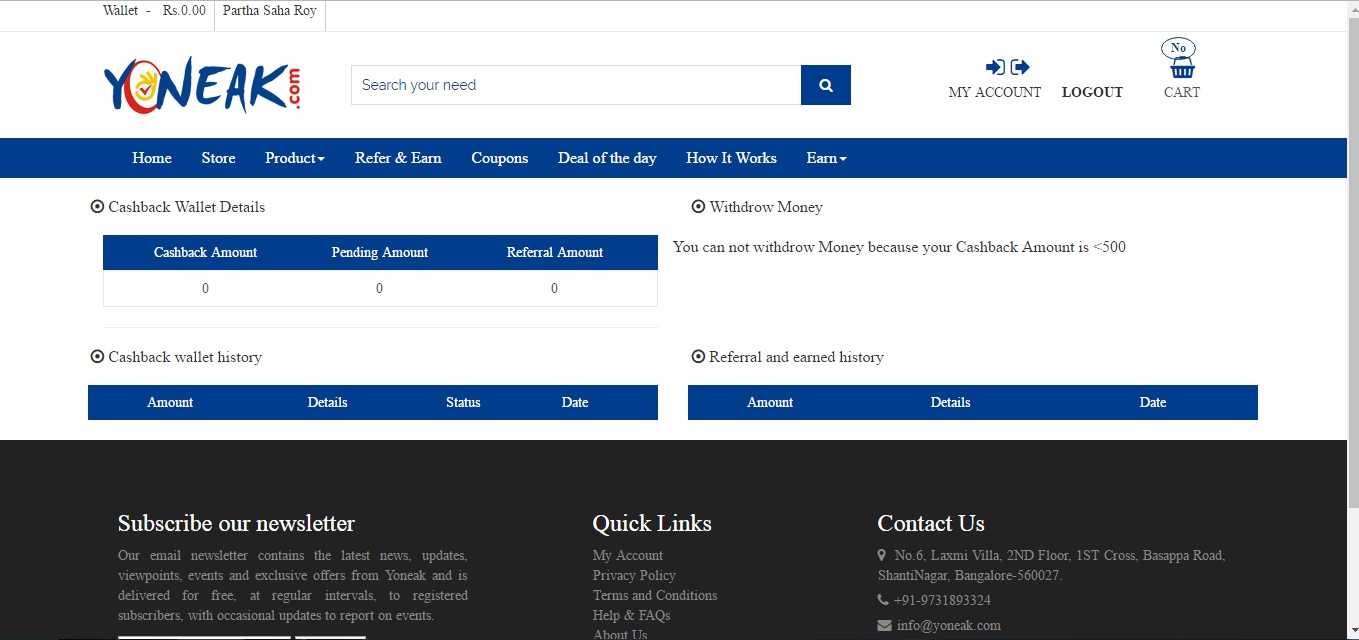 Wallet - Rs.0.00 Partha Saha Roy
YONEAK.com
Search your need
No
MY ACCOUNT LOGOUT CART
Home Store Product Refer & Earn Coupons Deal of the day How It Works Earn
Cashback Wallet Details
Cashback Amount Pending Amount Referral Amount
0 0 0
Withdrow Money
You can not withdrow Money because your Cashback Amount is <500
Cashback wallet history
Amount Details Status Date
Referral and earned history
Amount Details Date
Subscribe our newsletter
Our email newsletter contains the latest news, updates,
viewpoints, events and exclusive offers from Yoneak and is
delivered for free, at regular intervals, to registered
subscribers, with occasional updates to report on events.
Quick Links
My Account
Privacy Policy
Terms and Conditions
Help & FAQs
About Us
Contact Us
No.6, Laxmi Villa, 2ND Floor, 1ST Cross, Basappa Road,
ShantiNagar, Bangalore-560027.
+91-9731893324
info@yoneak.com